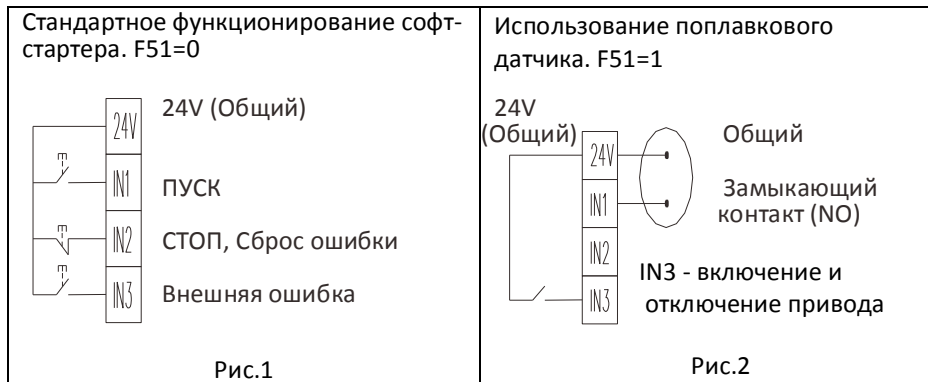 Стандартное функционирование софт-
стартера. F51=0
24V
24V (Общий)
IN1
ПУСК
IN2
СТОП, Сброс ошибки
IN3
Внешняя ошибка
Рис.1
Использование поплавкового
датчика. F51=1
24V
(Общий)
24V
Общий
IN1
Замыкающий
контакт (NO)
IN2
IN3
IN3 - включение и
отключение привода
Рис.2